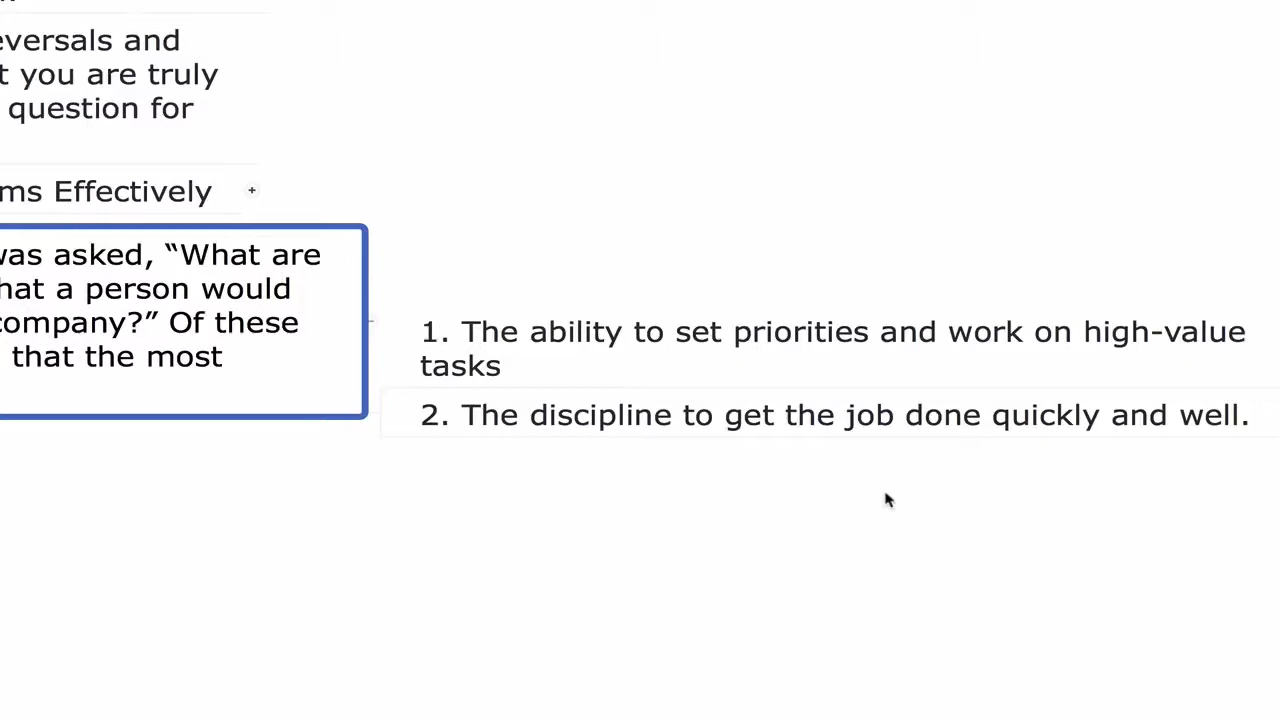 eversals and
t you are truly
question for
ms Effectively
was asked, “What are
hat a person would
company?” Of these
that the most
1. The ability to set priorities and work on high-value
tasks
2. The discipline to get the job done quickly and well.